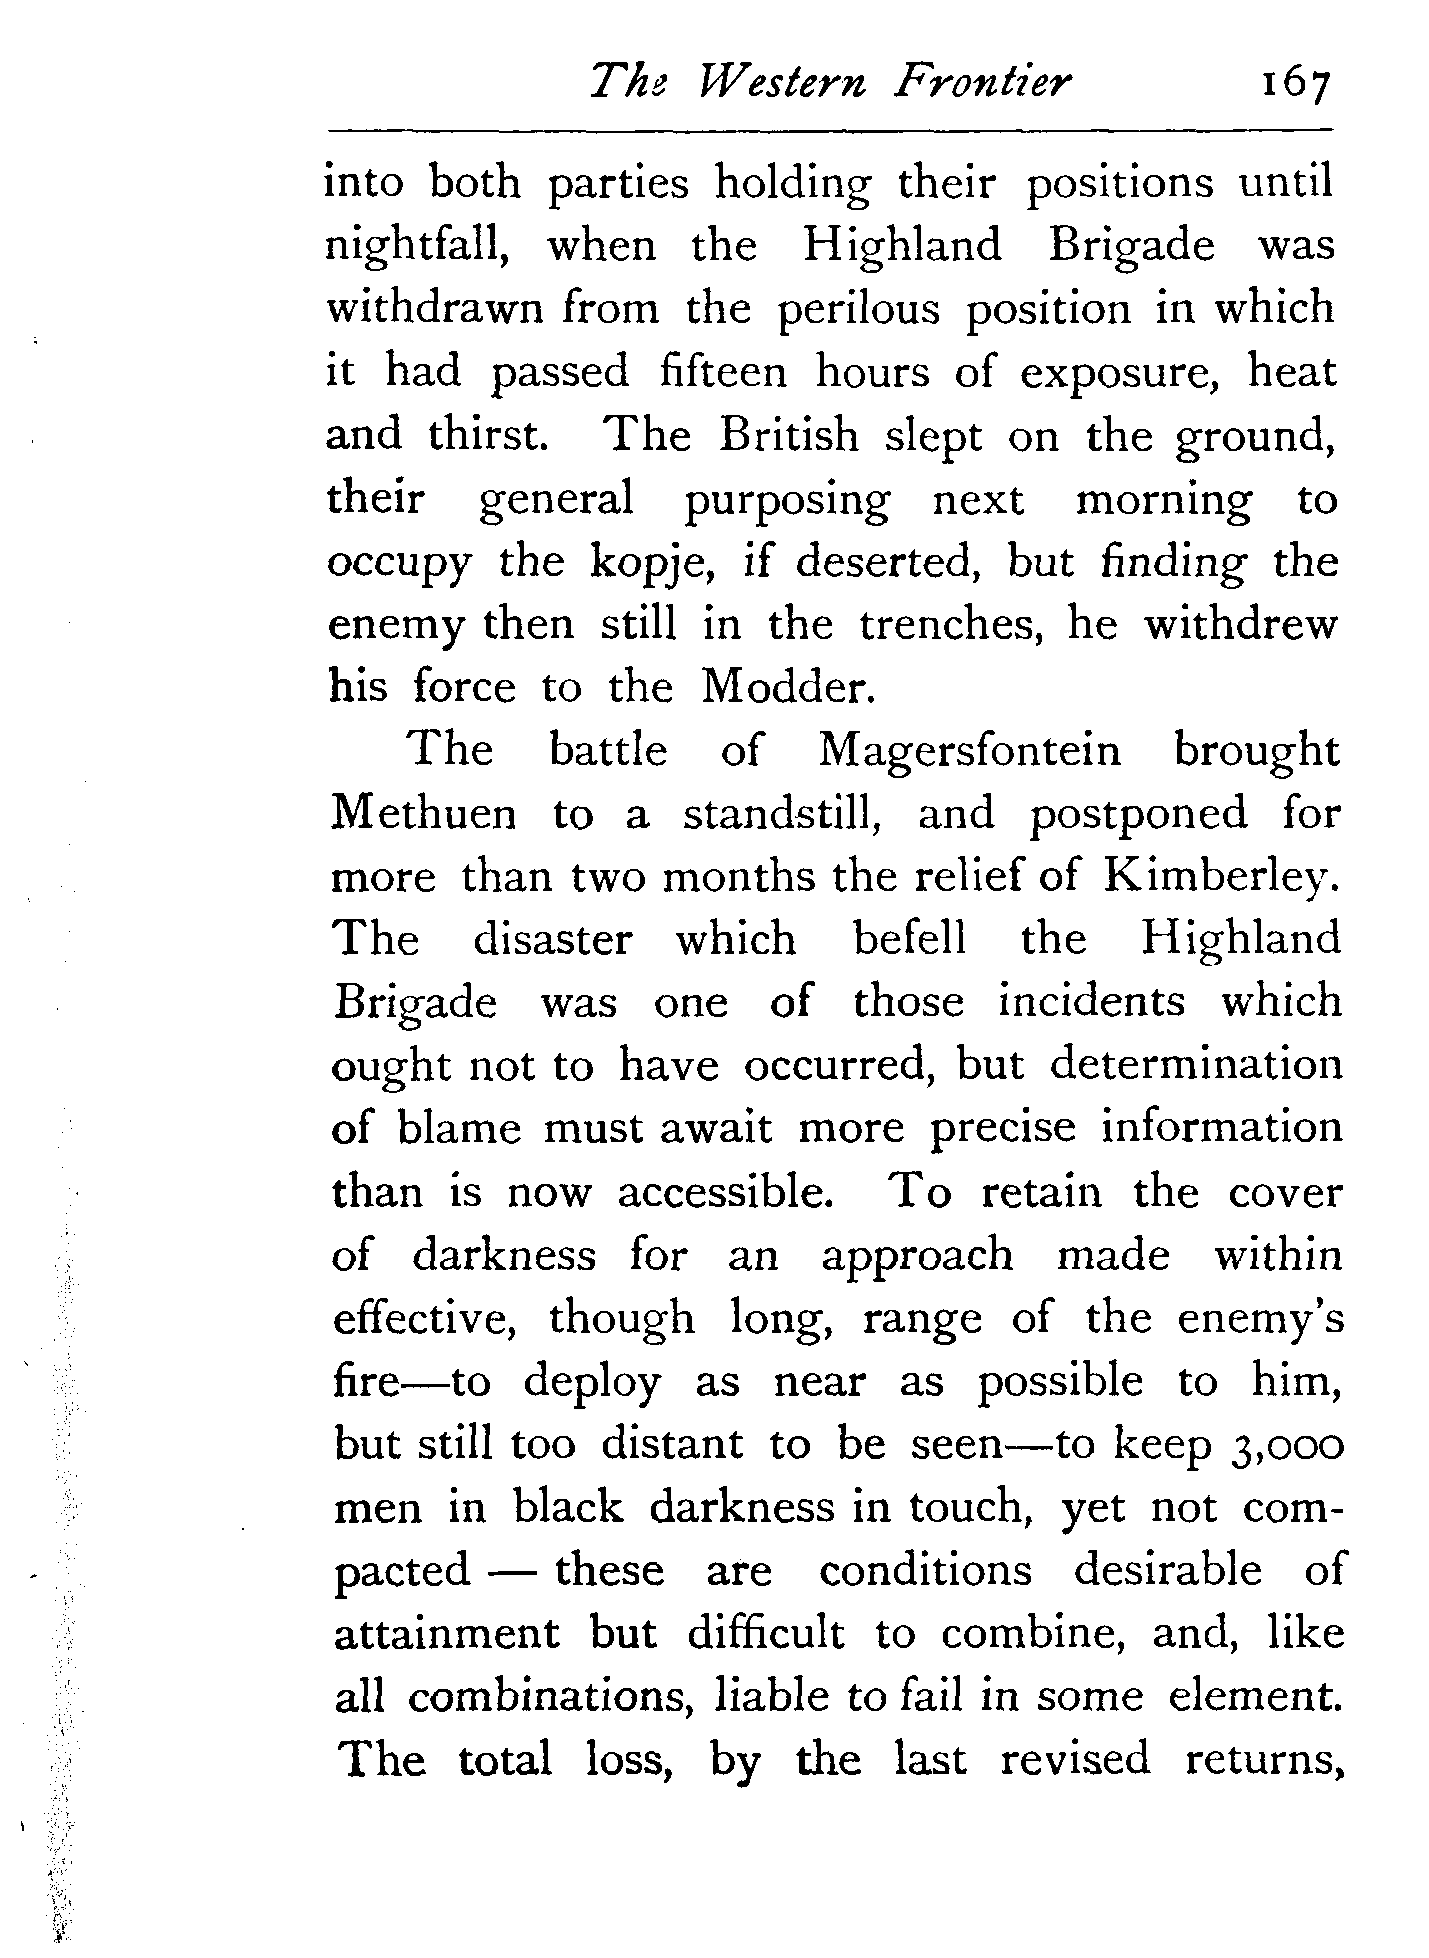 The Western Frontier 167
into both parties holding their positions until
nightfall, when the Highland Brigade was
withdrawn from the perilous position in which
it had passed fifteen hours of exposure, heat
and thirst. The British slept on the ground,
their general purposing next morning to
occupy the kopje, if deserted, but finding the
enemy then still in the trenches, he withdrew
his force to the Modder.
The battle of Magersfontein brought
Methuen to a standstill, and postponed for
more than two months the relief of Kimberley.
The disaster which befell the Highland
Brigade was one of those incidents which
ought not to have occurred, but determination
of blame must await more precise information
than is now accessible. To retain the cover
of darkness for an approach made within
effective, though long, range of the enemy's
fire—to deploy as near as possible to him,
but still too distant to be seen—to keep 3,000
men in black darkness in touch, yet not com-
pacted — these are conditions desirable of
attainment but difficult to combine, and, like
all combinations, liable to fail in some element.
The total loss, by the last revised returns,